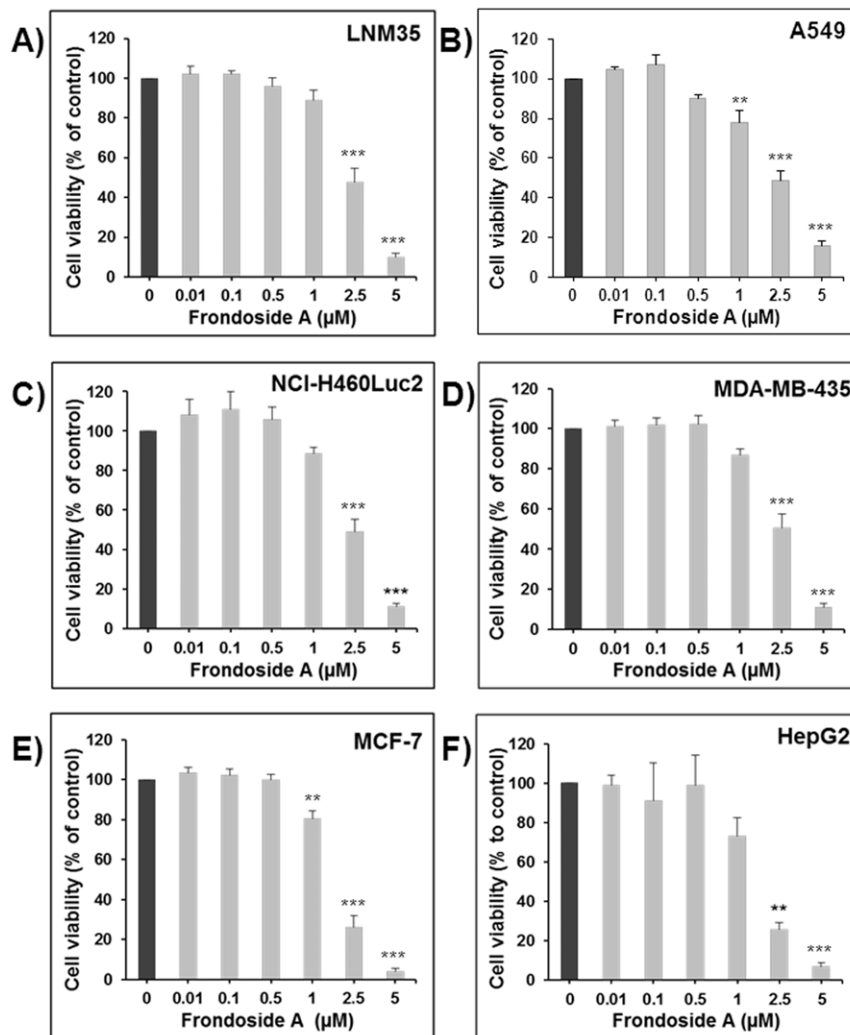 A)
LNM35
Cell viability (% of control)
120
100
80
60
40
20
0
***
***
0 0.01 0.1 0.5 1 2.5 5
Frondoside A (µM)
B)
A549
Cell viability (% of control)
120
100
80
60
40
20
0
**
***
***
0 0.01 0.1 0.5 1 2.5 5
Frondoside A (µM)
C)
NCI-H460Luc2
Cell viability (% of control)
120
100
80
60
40
20
0
***
***
0 0.01 0.1 0.5 1 2.5 5
Frondoside A (µM)
D)
MDA-MB-435
Cell viability (% of control)
120
100
80
60
40
20
0
***
***
0 0.01 0.1 0.5 1 2.5 5
Frondoside A (µM)
E)
MCF-7
Cell viability (% of control)
120
100
80
60
40
20
0
**
***
***
0 0.01 0.1 0.5 1 2.5 5
Frondoside A (µM)
F)
HepG2
Cell viability (% to control)
120
100
80
60
40
20
0
**
***
0 0.01 0.1 0.5 1 2.5 5
Frondoside A (µM)